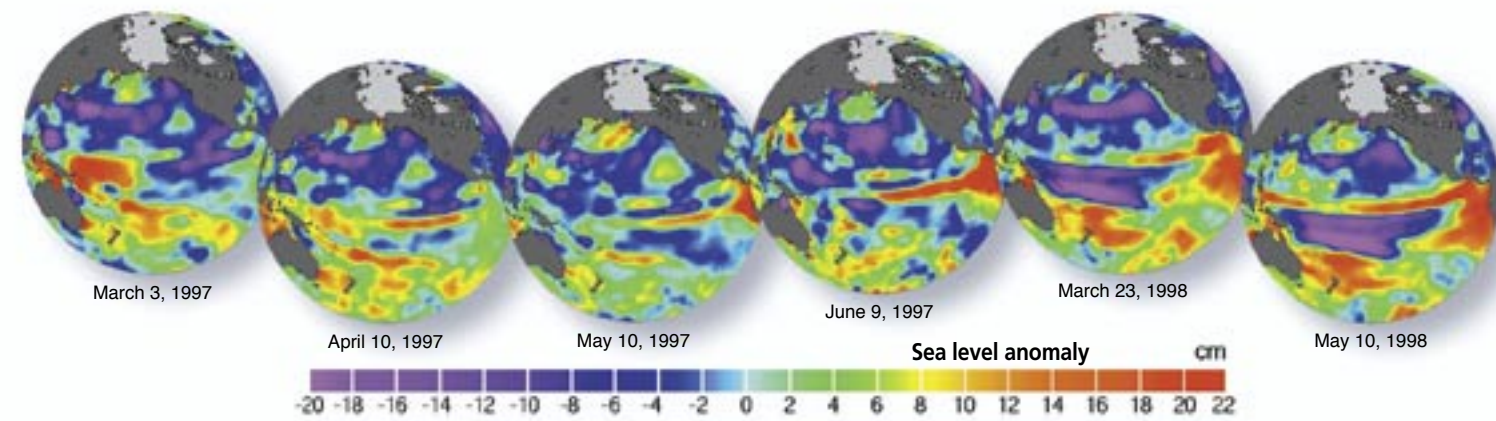 March 3, 1997
April 10, 1997
May 10, 1997
June 9, 1997
March 23, 1998
May 10, 1998
Sea level anomaly cm
-20 -18 -16 -14 -12 -10 -8 -6 -4 -2 0 2 4 6 8 10 12 14 16 18 20 22